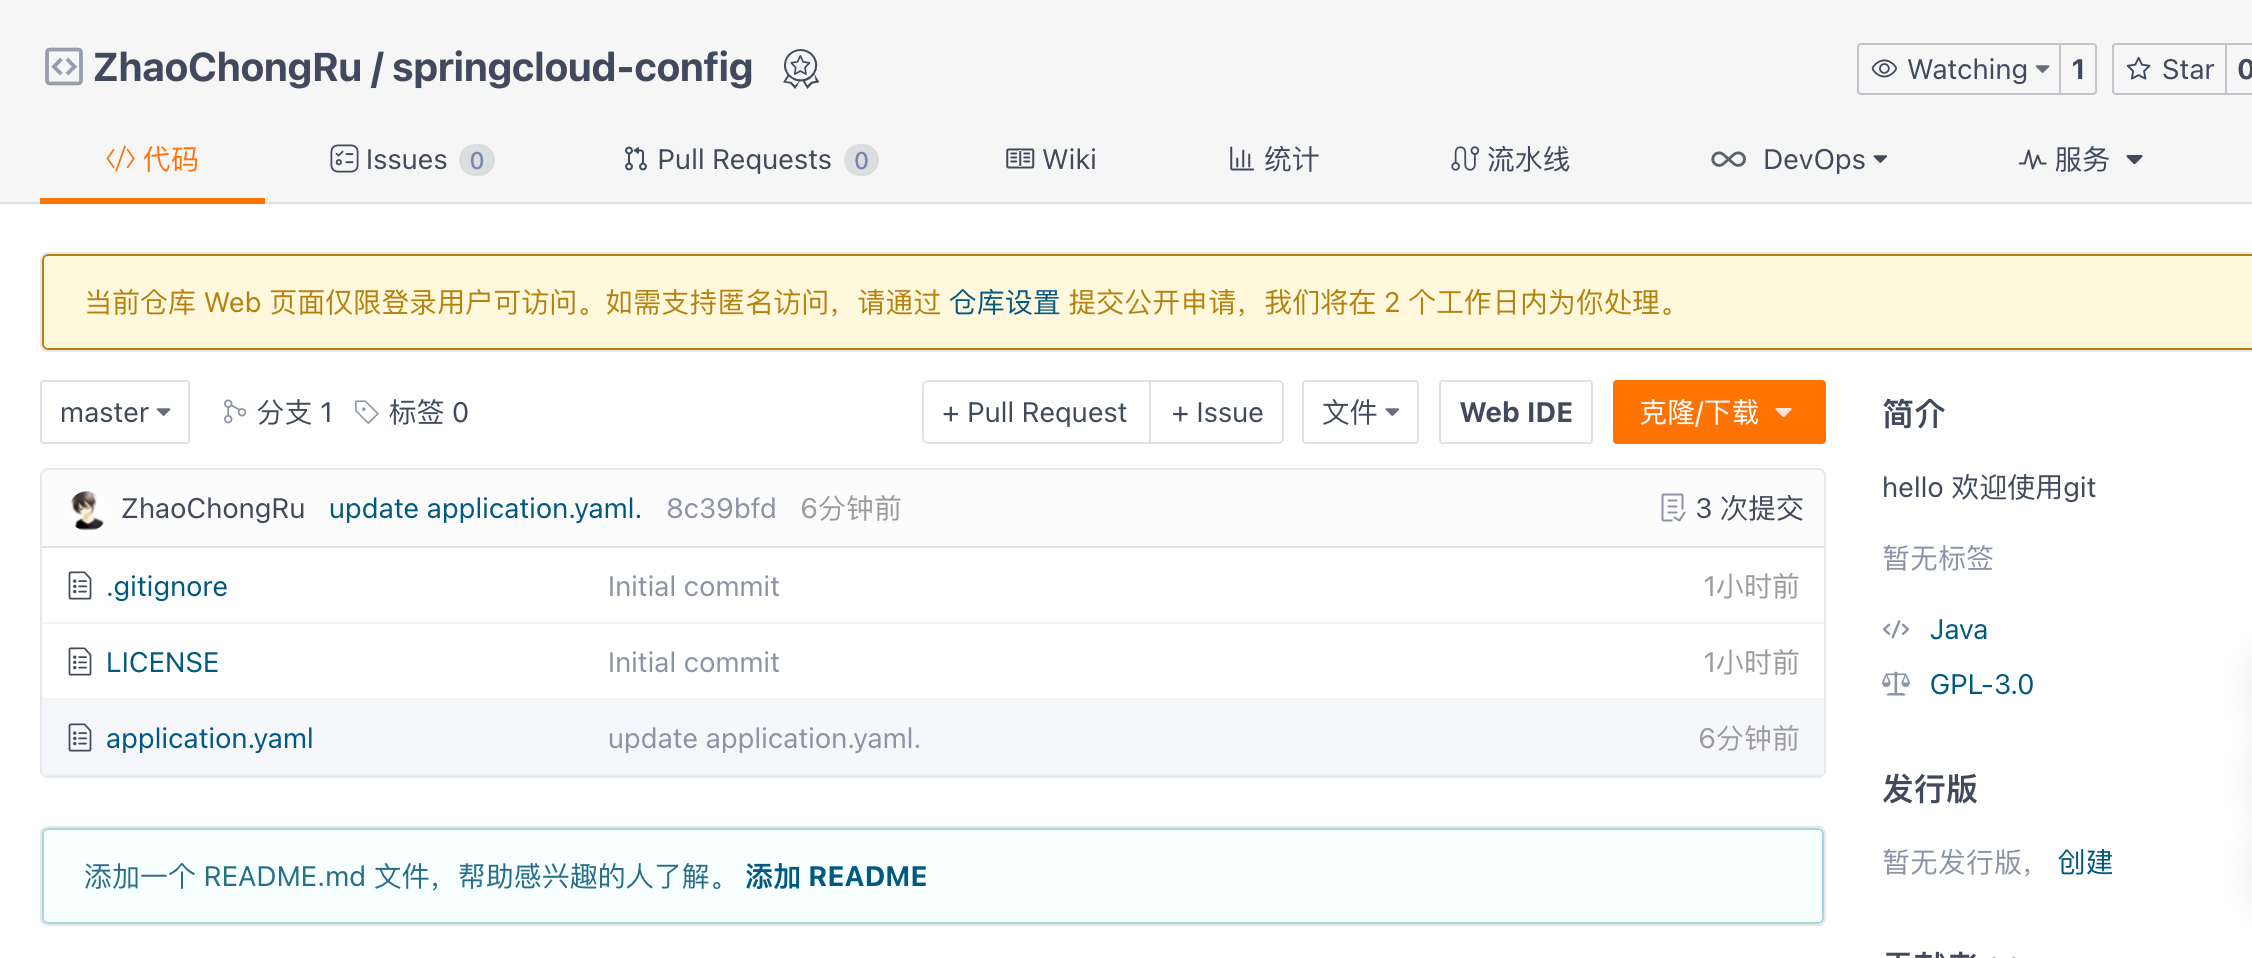 ZhaoChongRu / springcloud-config
Watching 1 Star 0
代码 Issues 0 Pull Requests 0 Wiki 统计 流水线 DevOps 服务
当前仓库 Web 页面仅限登录用户可访问。如需支持匿名访问，请通过 仓库设置 提交公开申请，我们将在 2 个工作日内为你处理。
master 分支 1 标签 0 + Pull Request + Issue 文件 Web IDE 克隆/下载
ZhaoChongRu update application.yaml. 8c39bfd 6分钟前 3 次提交
.gitignore Initial commit 1小时前
LICENSE Initial commit 1小时前
application.yaml update application.yaml. 6分钟前
添加一个 README.md 文件，帮助感兴趣的人了解。 添加 README
简介
hello 欢迎使用git
暂无标签
Java
GPL-3.0
发行版
暂无发行版， 创建